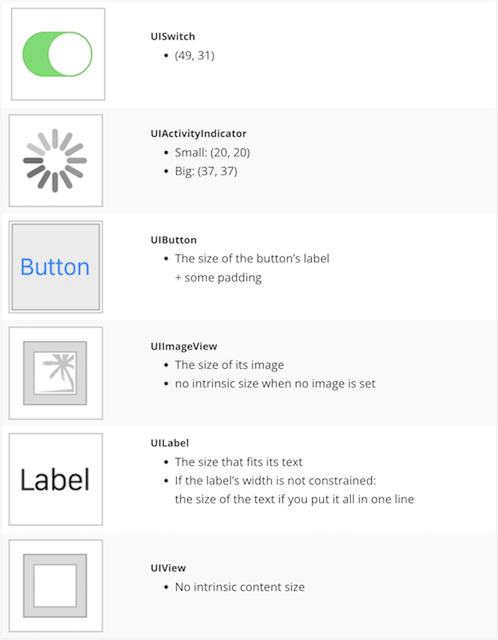 UISwitch
• (49, 31)
UIActivityIndicator
• Small: (20, 20)
• Big: (37, 37)
Button
UIButton
• The size of the button’s label
+ some padding
UIImageView
• The size of its image
• no intrinsic size when no image is set
Label
UILabel
• The size that fits its text
• If the label’s width is not constrained:
the size of the text if you put it all in one line
UIView
• No intrinsic content size